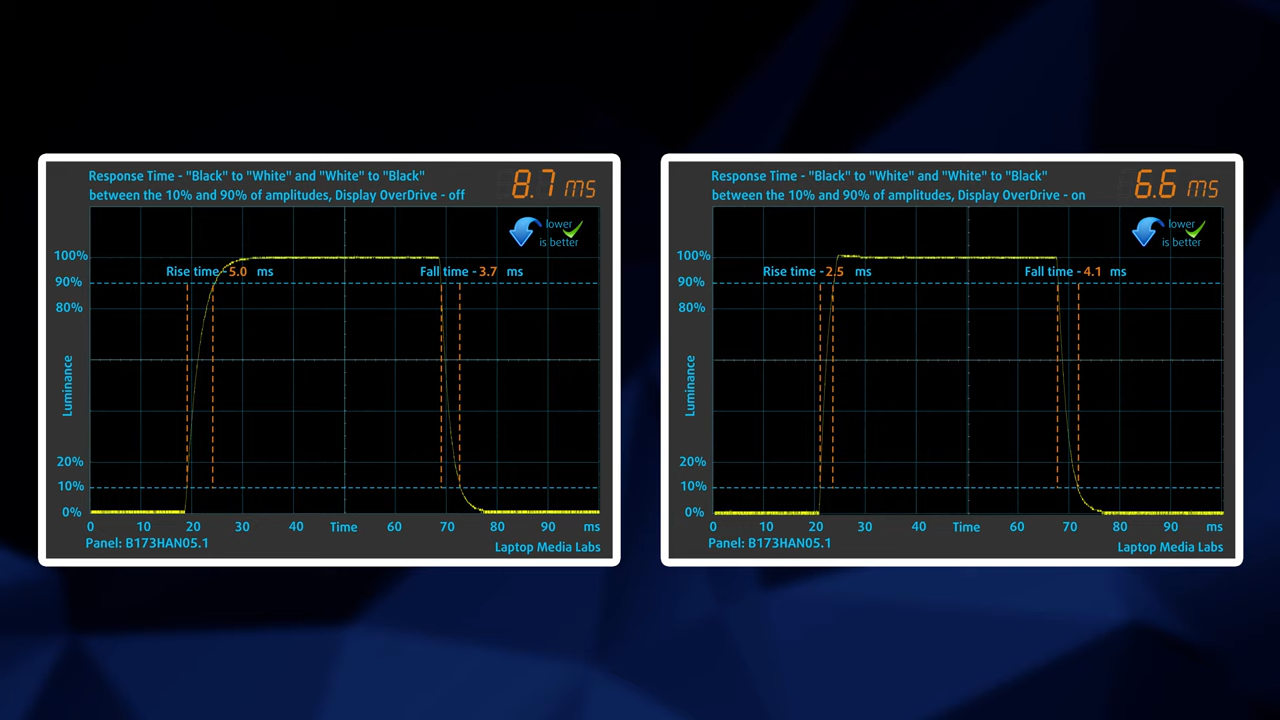 Response Time - "Black" to "White" and "White" to "Black"
between the 10% and 90% of amplitudes, Display OverDrive - off
8.7 ms
lower
is better
100%
Rise time - 5.0 ms
Fall time - 3.7 ms
90%
80%
Luminance
20%
10%
0%
0 10 20 30 40 Time 60 70 80 90 ms
Panel: B173HAN05.1
Laptop Media Labs
Response Time - "Black" to "White" and "White" to "Black"
between the 10% and 90% of amplitudes, Display OverDrive - on
6.6 ms
lower
is better
100%
Rise time - 2.5 ms
Fall time - 4.1 ms
90%
80%
Luminance
20%
10%
0%
0 10 20 30 40 Time 60 70 80 90 ms
Panel: B173HAN05.1
Laptop Media Labs